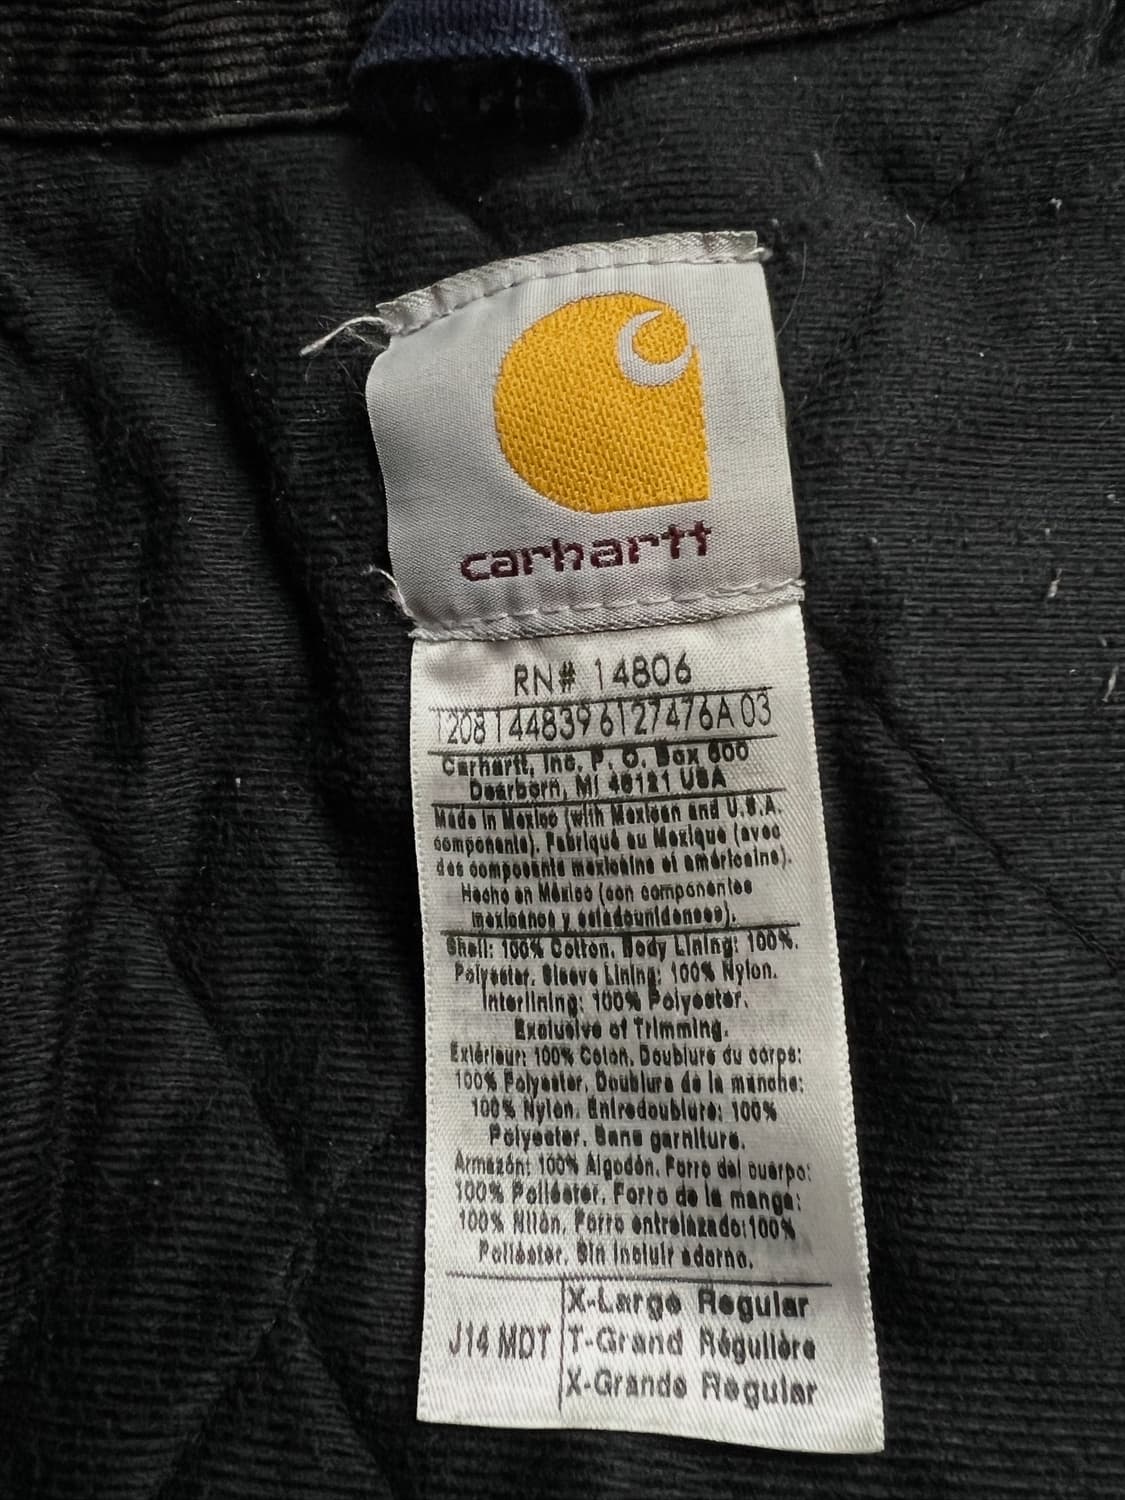 carhartt
RN# 14806
1208144839 6127476A 03
Carhartt, Inc. P. O. Box 600
Dearborn, MI 48121 USA
Made in Mexico (with Mexican and U.S.A.
components). Fabriqué au Mexique (avec
des composants mexicains et américains).
Hecho en México (con componentes
mexicanos y estadounidenses).
Shell: 100% Cotton. Body Lining: 100%.
Polyester. Sleeve Lining: 100% Nylon.
Interlining: 100% Polyester.
Exclusive of Trimming.
Extérieur: 100% Coton. Doublure du corps:
100% Polyester. Doublure de la manche:
100% Nylon. Entredoublure: 100%
Polyester. Sans garniture.
Armazón: 100% Algodón. Forro del cuerpo:
100% Poliéster. Forro de la manga:
100% Nilón. Forro entrelazado:100%
Poliéster. Sin incluir adorno.
J14 MDT
X-Large Regular
T-Grand Régulière
X-Grande Regular